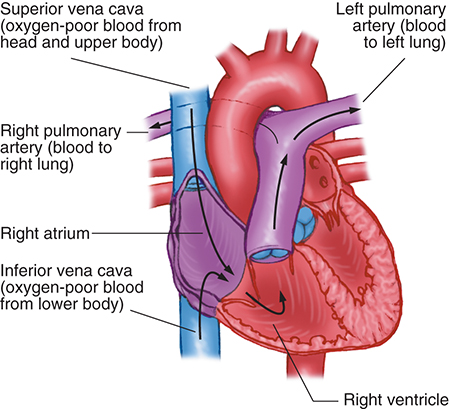 Superior vena cava
(oxygen-poor blood from
head and upper body)
Left pulmonary
artery (blood
to left lung)
Right pulmonary
artery (blood to
right lung)
Right atrium
Inferior vena cava
(oxygen-poor blood
from lower body)
Right ventricle